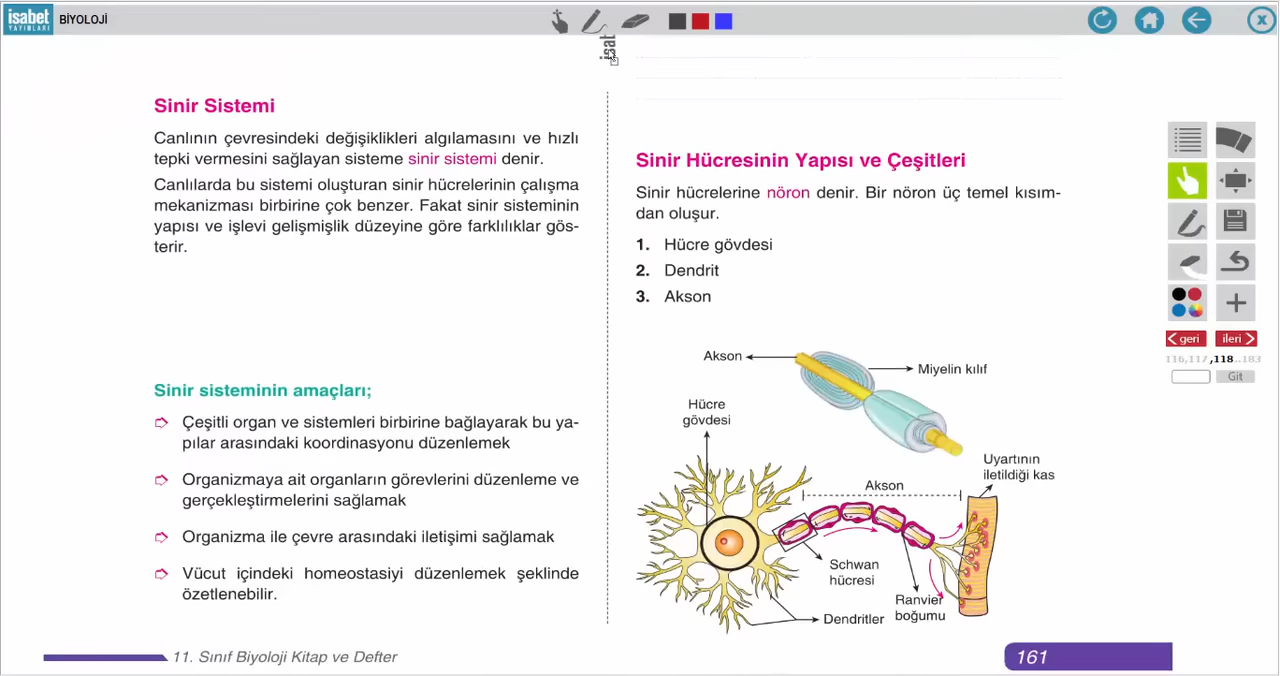 isabet
YAYINLARI
BİYOLOJİ
isab
Sinir Sistemi
Canlının çevresindeki değişiklikleri algılamasını ve hızlı
tepki vermesini sağlayan sisteme sinir sistemi denir.
Canlılarda bu sistemi oluşturan sinir hücrelerinin çalışma
mekanizması birbirine çok benzer. Fakat sinir sisteminin
yapısı ve işlevi gelişmişlik düzeyine göre farklılıklar gös-
terir.
Sinir sisteminin amaçları;
Çeşitli organ ve sistemleri birbirine bağlayarak bu ya-
pılar arasındaki koordinasyonu düzenlemek
Organizmaya ait organların görevlerini düzenleme ve
gerçekleştirmelerini sağlamak
Organizma ile çevre arasındaki iletişimi sağlamak
Vücut içindeki homeostasiyi düzenlemek şeklinde
özetlenebilir.
Sinir Hücresinin Yapısı ve Çeşitleri
Sinir hücrelerine nöron denir. Bir nöron üç temel kısım-
dan oluşur.
1. Hücre gövdesi
2. Dendrit
3. Akson
Akson
Miyelin kılıf
Hücre
gövdesi
Uyartının
iletildiği kas
Akson
Schwan
hücresi
Ranvier
boğumu
Dendritler
geri
ileri
116,117,118..183
Git
11. Sınıf Biyoloji Kitap ve Defter
161